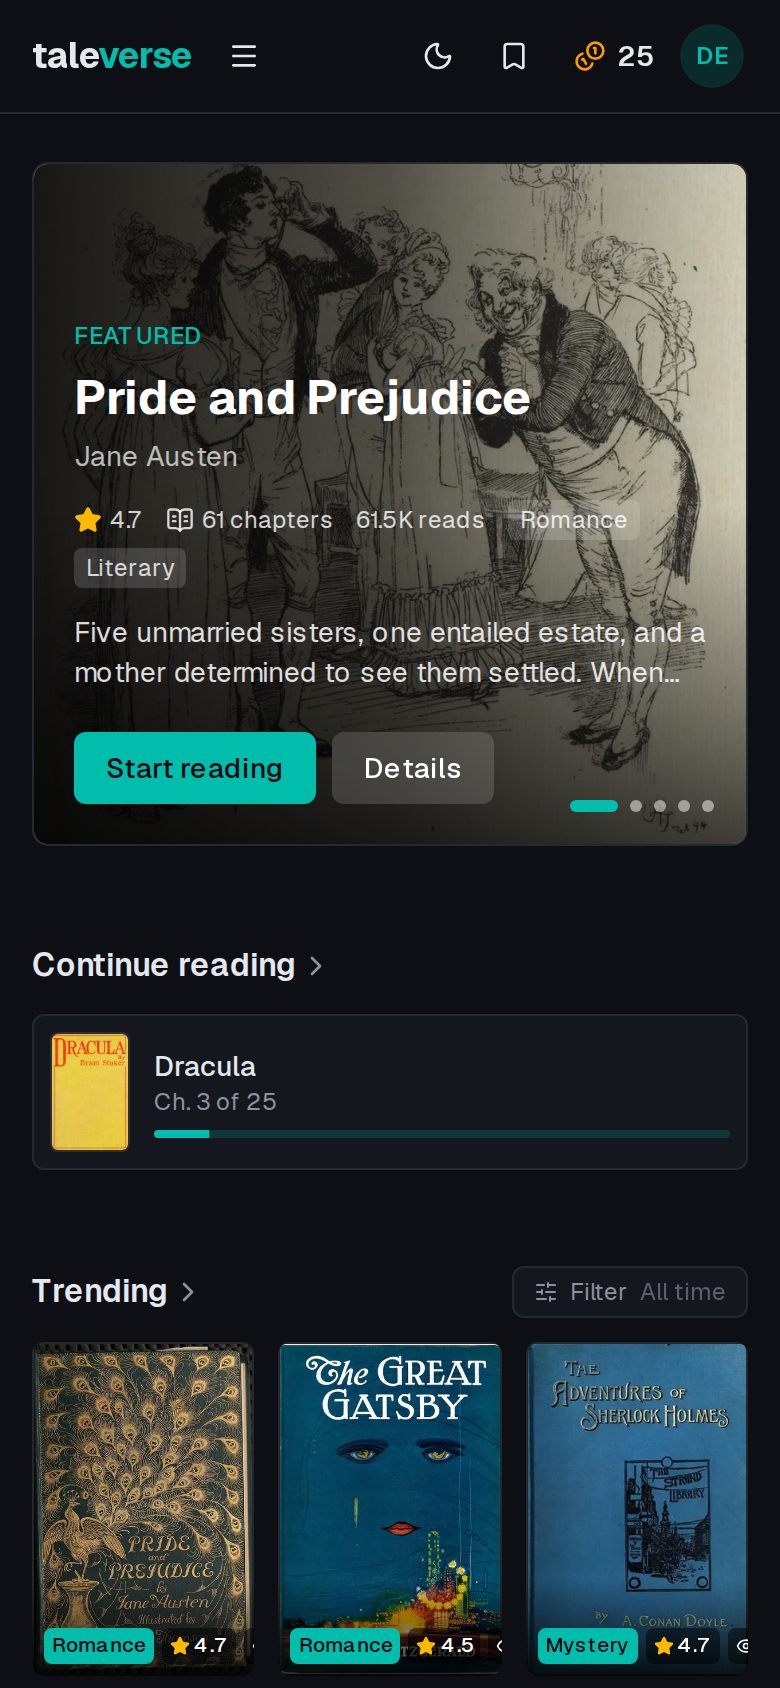 taleverse
25
DE
FEATURED
Pride and Prejudice
Jane Austen
4.7 61 chapters 61.5K reads Romance
Literary
Five unmarried sisters, one entailed estate, and a
mother determined to see them settled. When...
Start reading Details
Continue reading
DRACULA
By
Bram Stoker
Dracula
Ch. 3 of 25
Trending
Filter All time
PRIDE
and
PREJUDICE
by
Jane Austen
Illustrated by
Romance 4.7
The GREAT
GATSBY
Romance 4.5
THE
ADVENTURES OF
SHERLOCK HOLMES
THE
STRAND
LIBRARY
BY A. CONAN DOYLE
Mystery 4.7